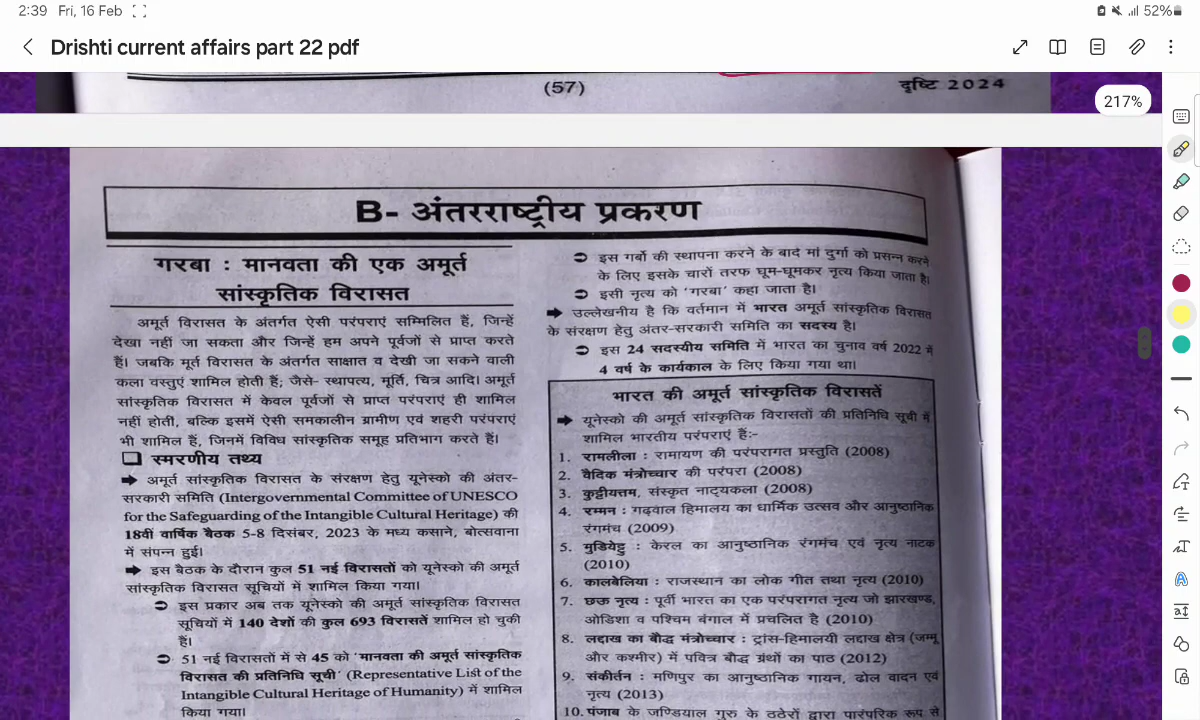 2:39 Fri, 16 Feb
52%
Drishti current affairs part 22 pdf
(57)
दृष्टि 2024
217%
B- अंतरराष्ट्रीय प्रकरण
गरबा : मानवता की एक अमूर्त
सांस्कृतिक विरासत
अमूर्त विरासत के अंतर्गत ऐसी परंपराएं सम्मिलित हैं, जिन्हें
देखा नहीं जा सकता और जिन्हें हम अपने पूर्वजों से प्राप्त करते
हैं। जबकि मूर्त विरासत के अंतर्गत साक्षात व देखी जा सकने वाली
कला वस्तुएं शामिल होती हैं; जैसे- स्थापत्य, मूर्ति, चित्र आदि। अमूर्त
सांस्कृतिक विरासत में केवल पूर्वजों से प्राप्त परंपराएं ही शामिल
नहीं होती, बल्कि इसमें ऐसी समकालीन ग्रामीण एवं शहरी परंपराएं
भी शामिल हैं, जिनमें विविध सांस्कृतिक समूह प्रतिभाग करते हैं।
❑ स्मरणीय तथ्य
➡ अमूर्त सांस्कृतिक विरासत के संरक्षण हेतु यूनेस्को की अंतर-
सरकारी समिति (Intergovernmental Committee of UNESCO
for the Safeguarding of the Intangible Cultural Heritage) की
18वीं वार्षिक बैठक 5-8 दिसंबर, 2023 के मध्य कसाने, बोत्सवाना
में संपन्न हुई।
➡ इस बैठक के दौरान कुल 51 नई विरासतों को यूनेस्को की अमूर्त
सांस्कृतिक विरासत सूचियों में शामिल किया गया।
➲ इस प्रकार अब तक यूनेस्को की अमूर्त सांस्कृतिक विरासत
सूचियों में 140 देशों की कुल 693 विरासतें शामिल हो चुकी
हैं।
➲ 51 नई विरासतों में से 45 को 'मानवता की अमूर्त सांस्कृतिक
विरासत की प्रतिनिधि सूची' (Representative List of the
Intangible Cultural Heritage of Humanity) में शामिल
किया गया।
➲ इस गर्बो की स्थापना करने के बाद मां दुर्गा को प्रसन्न करने
के लिए इसके चारों तरफ घूम-घूमकर नृत्य किया जाता है।
➲ इसी नृत्य को 'गरबा' कहा जाता है।
➡ उल्लेखनीय है कि वर्तमान में भारत अमूर्त सांस्कृतिक विरासत
के संरक्षण हेतु अंतर-सरकारी समिति का सदस्य है।
➲ इस 24 सदस्यीय समिति में भारत का चुनाव वर्ष 2022 में
4 वर्ष के कार्यकाल के लिए किया गया था।
भारत की अमूर्त सांस्कृतिक विरासतें
➡ यूनेस्को की अमूर्त सांस्कृतिक विरासतों की प्रतिनिधि सूची में
शामिल भारतीय परंपराएं हैं:-
1. रामलीला : रामायण की परंपरागत प्रस्तुति (2008)
2. वैदिक मंत्रोच्चार की परंपरा (2008)
3. कुट्टीयत्तम, संस्कृत नाट्यकला (2008)
4. रम्मन : गढ़वाल हिमालय का धार्मिक उत्सव और आनुष्ठानिक
रंगमंच (2009)
5. मुडियेट्टु : केरल का आनुष्ठानिक रंगमंच एवं नृत्य नाटक
(2010)
6. कालबेलिया : राजस्थान का लोक गीत तथा नृत्य (2010)
7. छऊ नृत्य : पूर्वी भारत का एक परंपरागत नृत्य जो झारखण्ड,
ओडिशा व पश्चिम बंगाल में प्रचलित है (2010)
8. लद्दाख का बौद्ध मंत्रोच्चार : ट्रांस-हिमालयी लद्दाख क्षेत्र (जम्मू
और कश्मीर) में पवित्र बौद्ध ग्रंथों का पाठ (2012)
9. संकीर्तन : मणिपुर का आनुष्ठानिक गायन, ढोल वादन एवं
नृत्य (2013)
10. पंजाब के जण्डियाल गुरु के ठठेरों द्वारा पारंपरिक रूप से